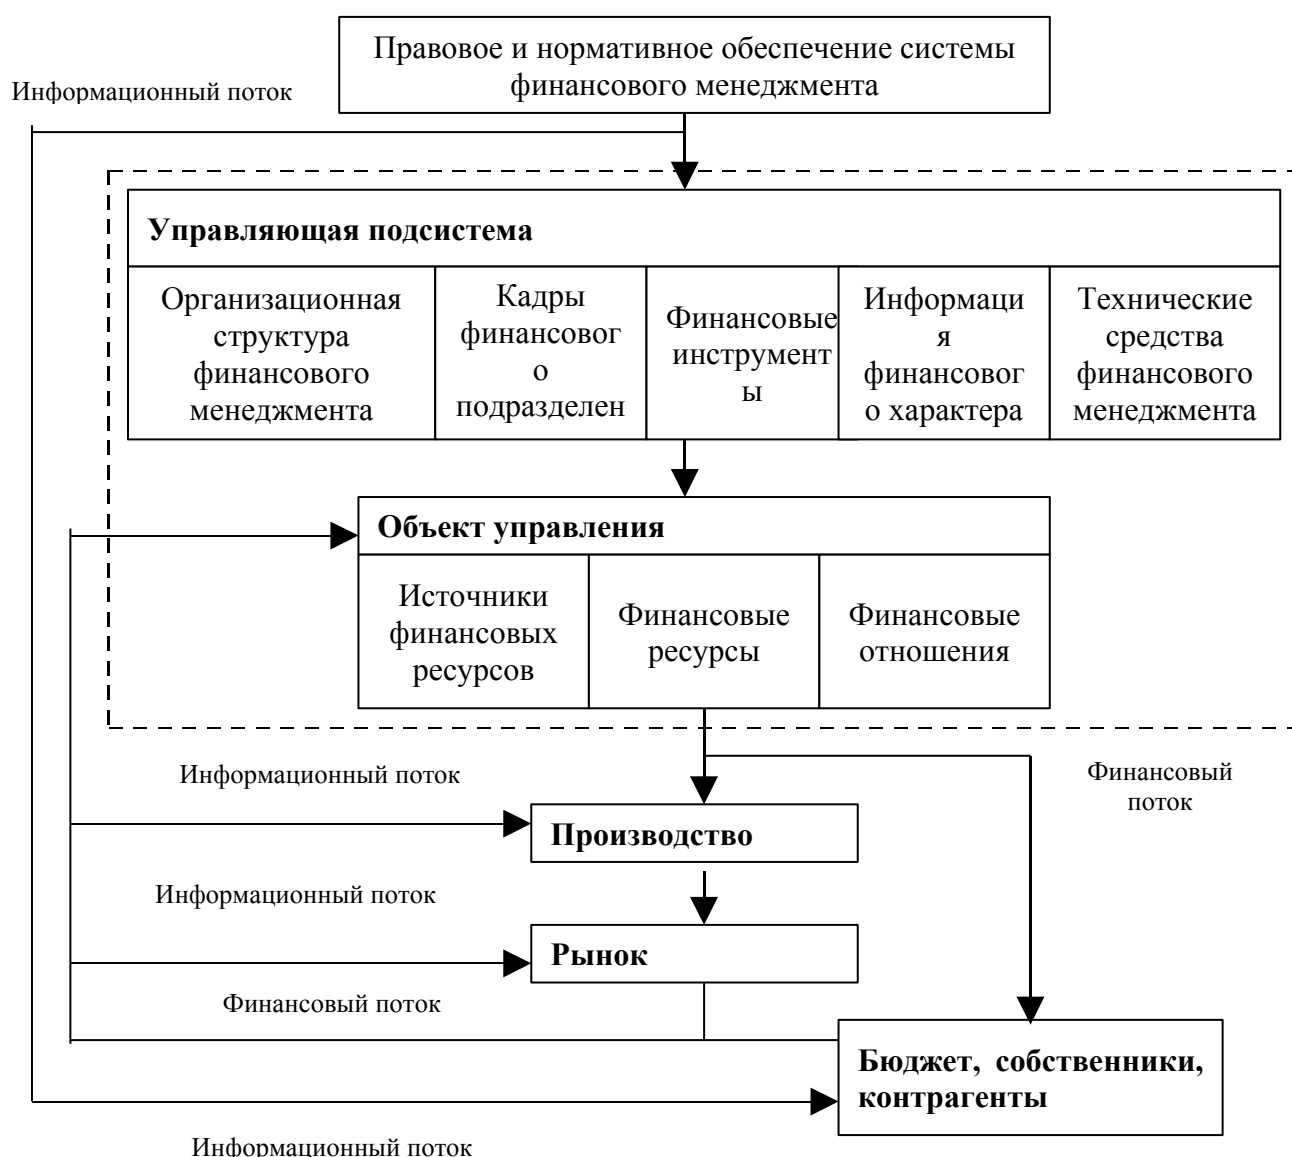 Правовое и нормативное обеспечение системы
финансового менеджмента
Информационный поток
Управляющая подсистема
Организационная
структура
финансового
менеджмента
Кадры
финансовог
о
подразделен
Финансовые
инструмент
ы
Информаци
я
финансовог
о характера
Технические
средства
финансового
менеджмента
Объект управления
Источники
финансовых
ресурсов
Финансовые
ресурсы
Финансовые
отношения
Информационный поток
Финансовый
поток
Производство
Информационный поток
Рынок
Финансовый поток
Бюджет, собственники,
контрагенты
Информационный поток